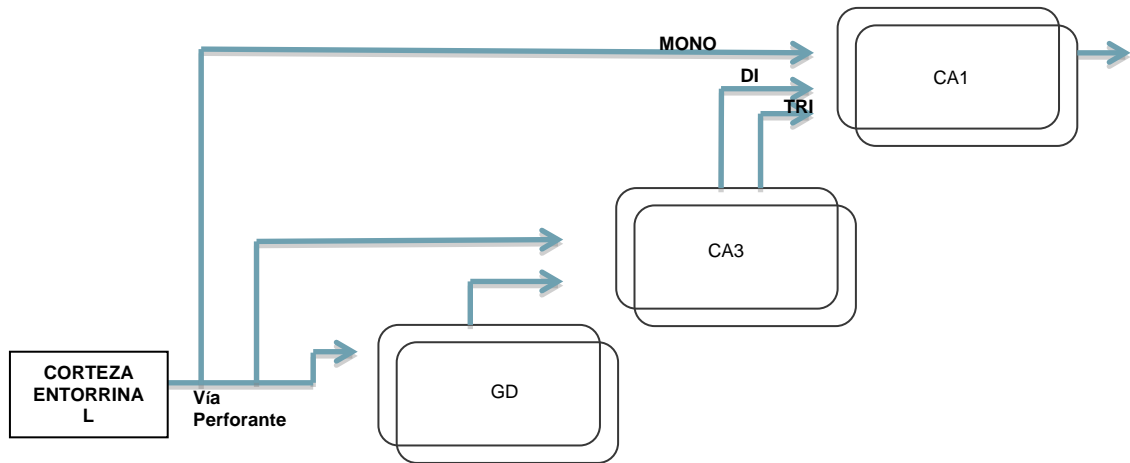 MONO
CA1
DI
TRI
CA3
CORTEZA
ENTORRINA
L
Vía
Perforante
GD